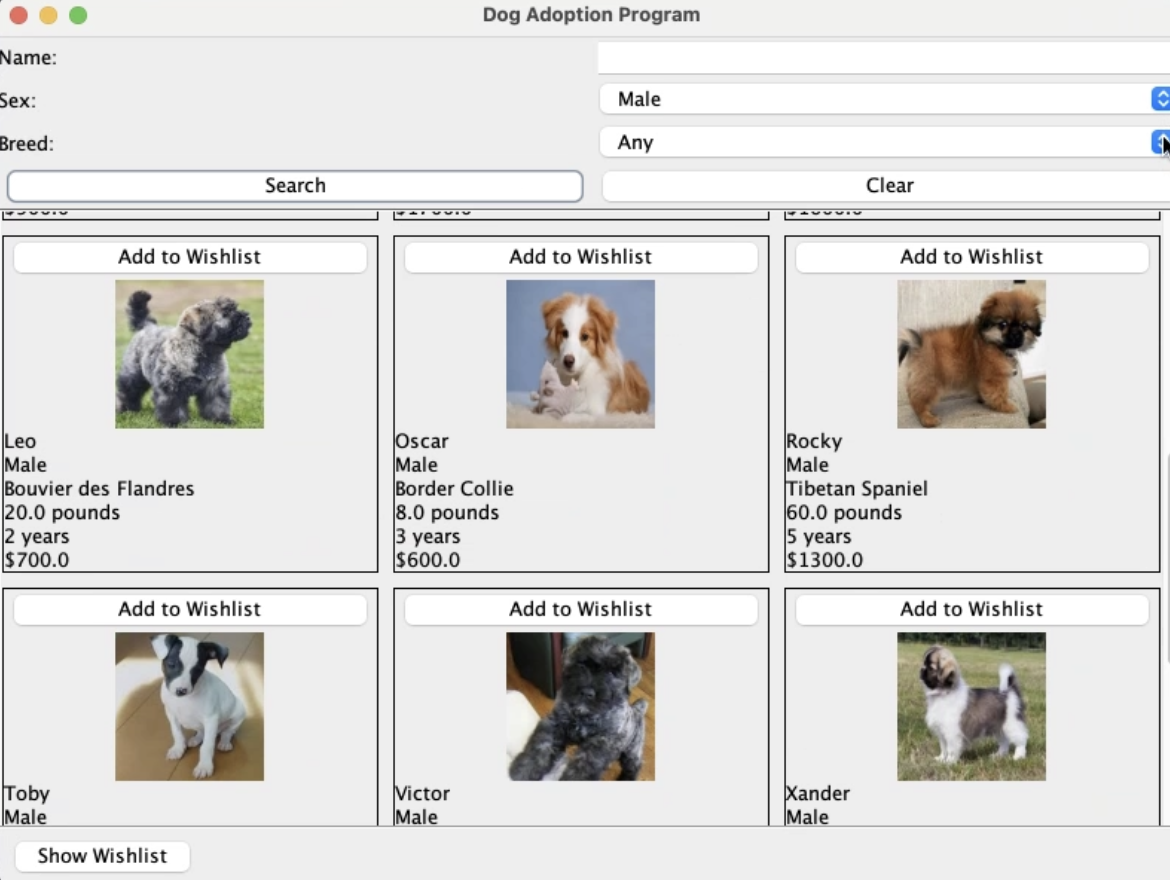 Dog Adoption Program
Name:
Sex:
Male
Breed:
Any
Search
Clear
Add to Wishlist
Add to Wishlist
Add to Wishlist
Leo
Male
Bouvier des Flandres
20.0 pounds
2 years
$700.0
Oscar
Male
Border Collie
8.0 pounds
3 years
$600.0
Rocky
Male
Tibetan Spaniel
60.0 pounds
5 years
$1300.0
Add to Wishlist
Add to Wishlist
Add to Wishlist
Toby
Male
Victor
Male
Xander
Male
Show Wishlist